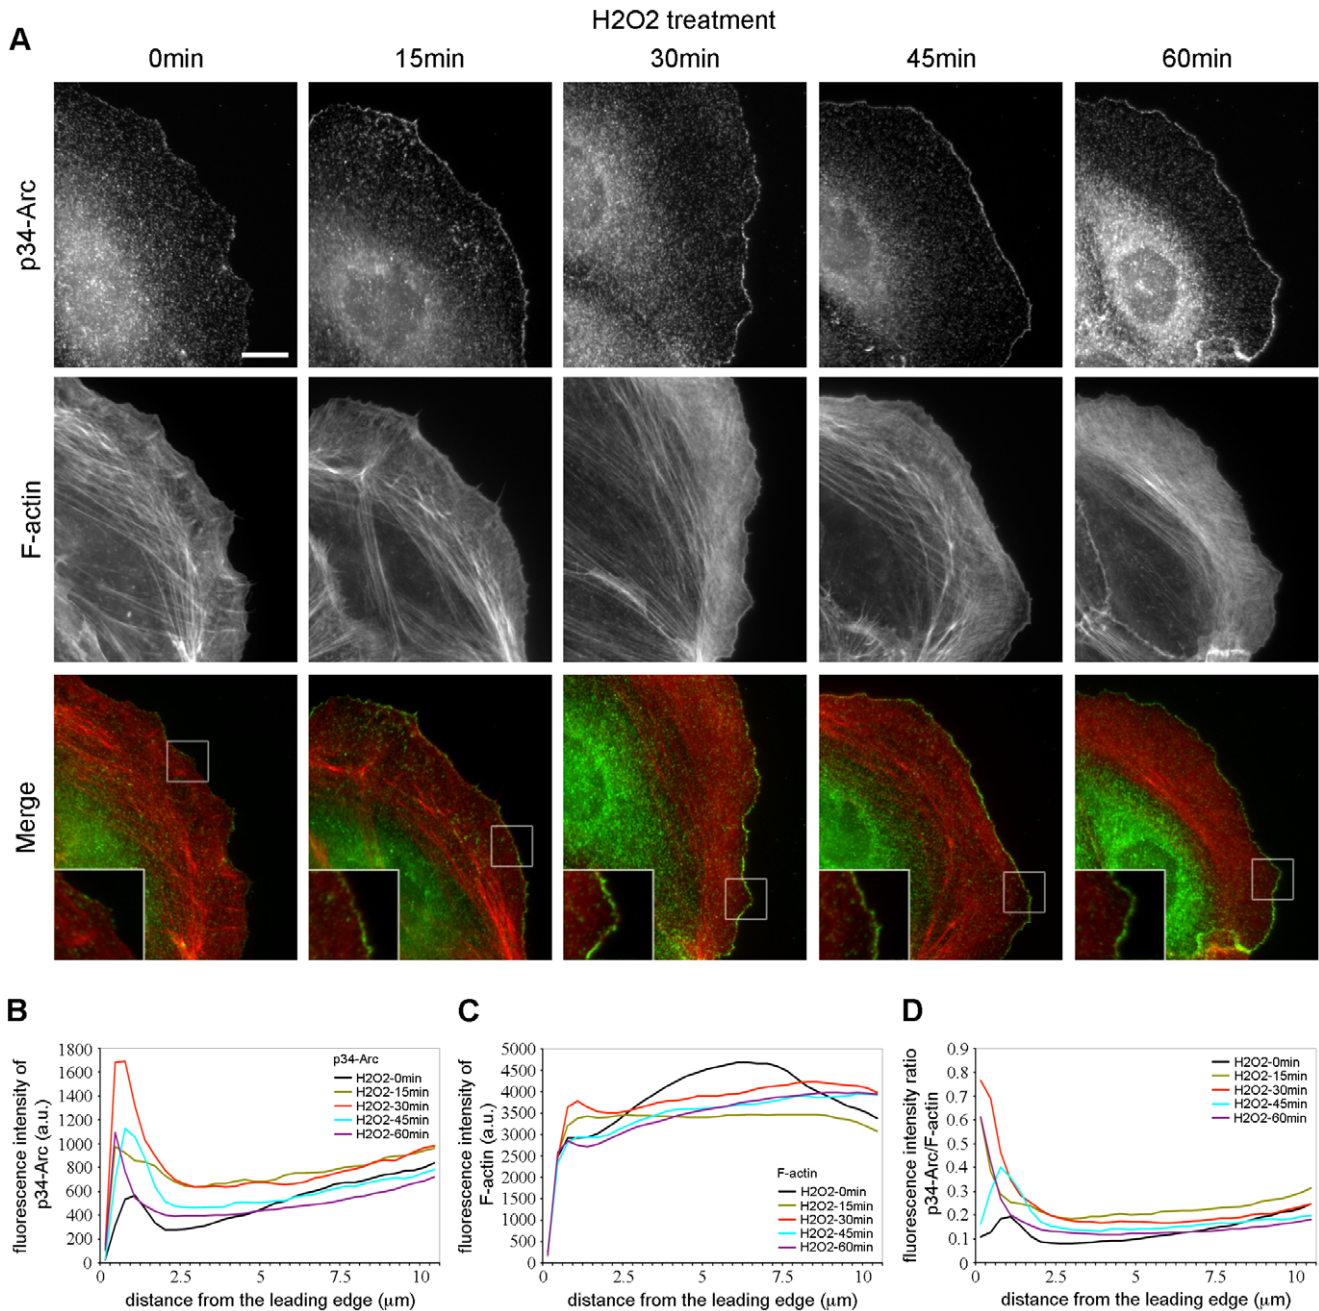 H2O2 treatment
A
0min
15min
30min
45min
60min
p34-Arc
F-actin
Merge
B
fluorescence intensity of
p34-Arc (a.u.)
1800
1600
1400
1200
1000
800
600
400
200
0
p34-Arc
H2O2-0min
H2O2-15min
H2O2-30min
H2O2-45min
H2O2-60min
0
2.5
5
7.5
10
distance from the leading edge (μm)
C
fluorescence intensity of
F-actin (a.u.)
5000
4500
4000
3500
3000
2500
2000
1500
1000
500
0
F-actin
H2O2-0min
H2O2-15min
H2O2-30min
H2O2-45min
H2O2-60min
0
2.5
5
7.5
10
distance from the leading edge (μm)
D
fluorescence intensity ratio
p34-Arc/F-actin
0.9
0.8
0.7
0.6
0.5
0.4
0.3
0.2
0.1
0
H2O2-0min
H2O2-15min
H2O2-30min
H2O2-45min
H2O2-60min
0
2.5
5
7.5
10
distance from the leading edge (μm)